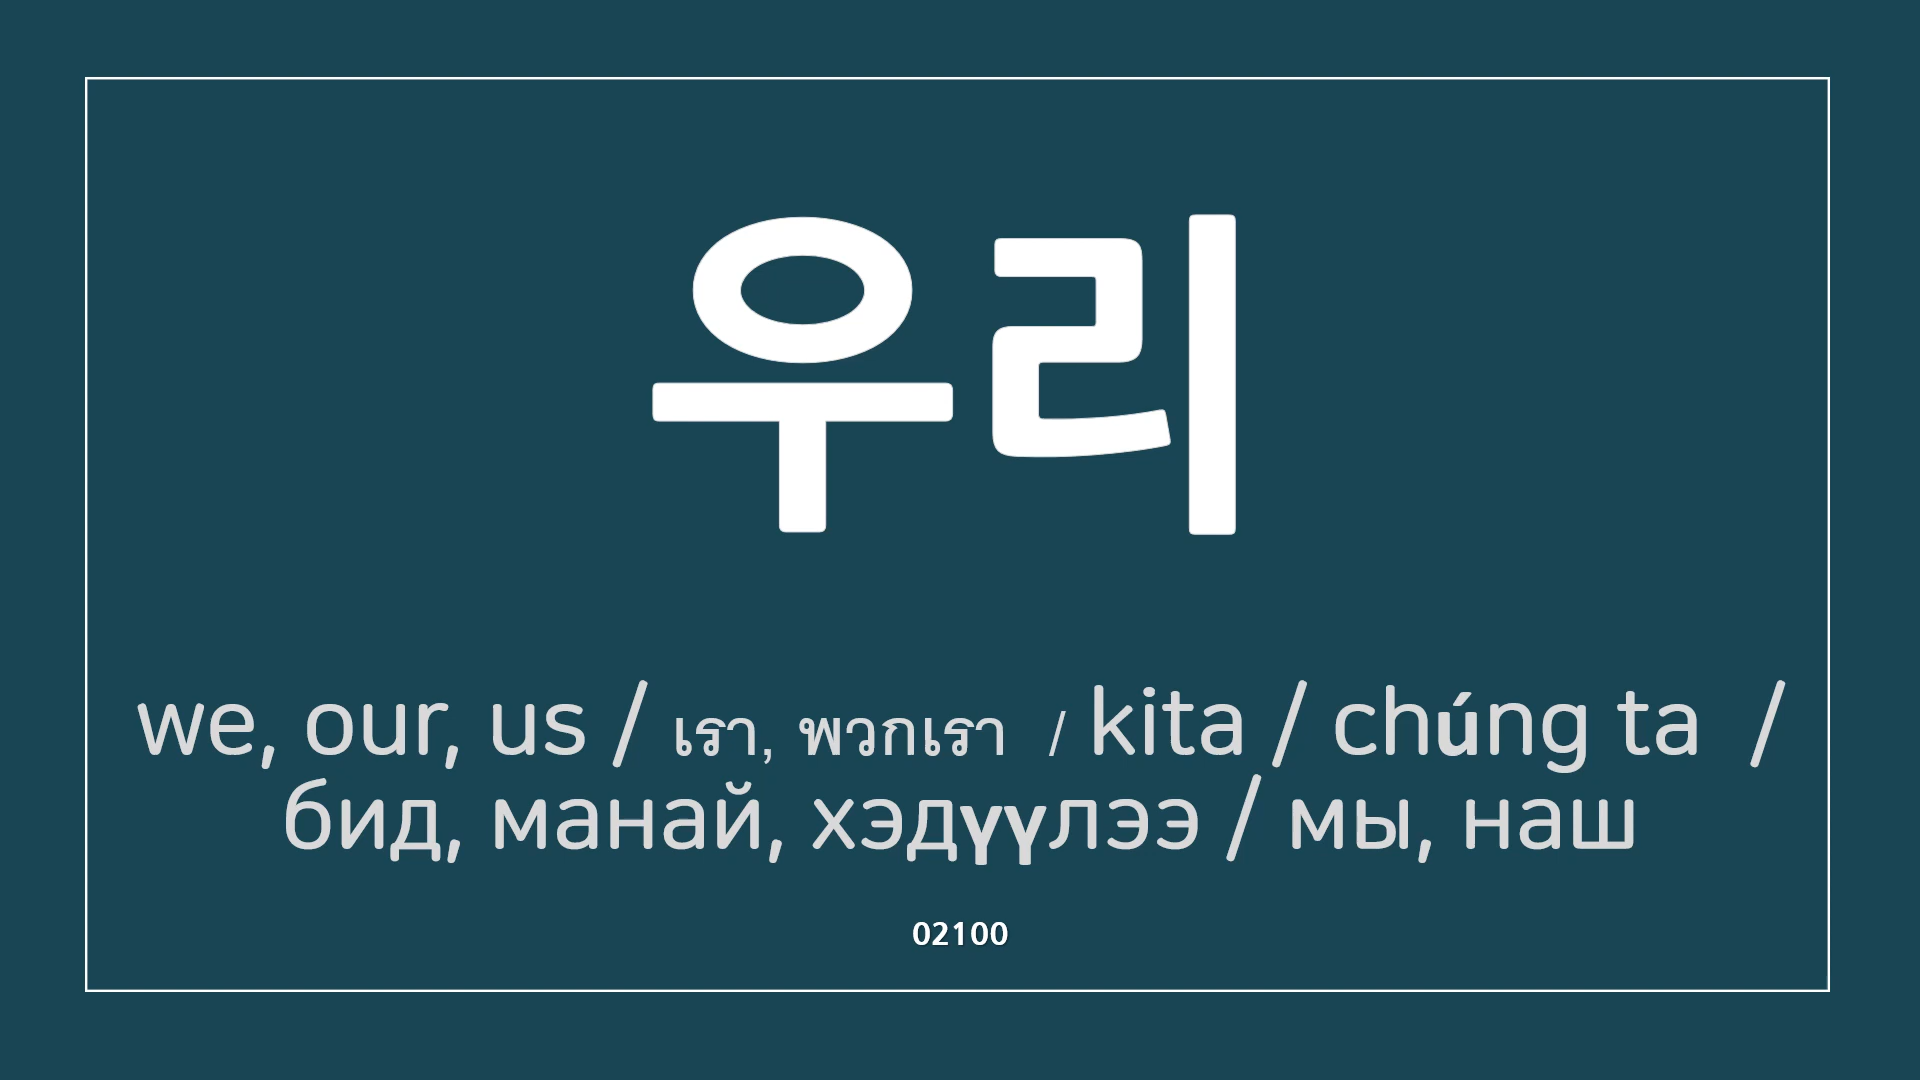 우리
we, our, us / เรา, พวกเรา / kita / chúng ta /
бид, манай, хэдүүлээ / мы, наш
02100